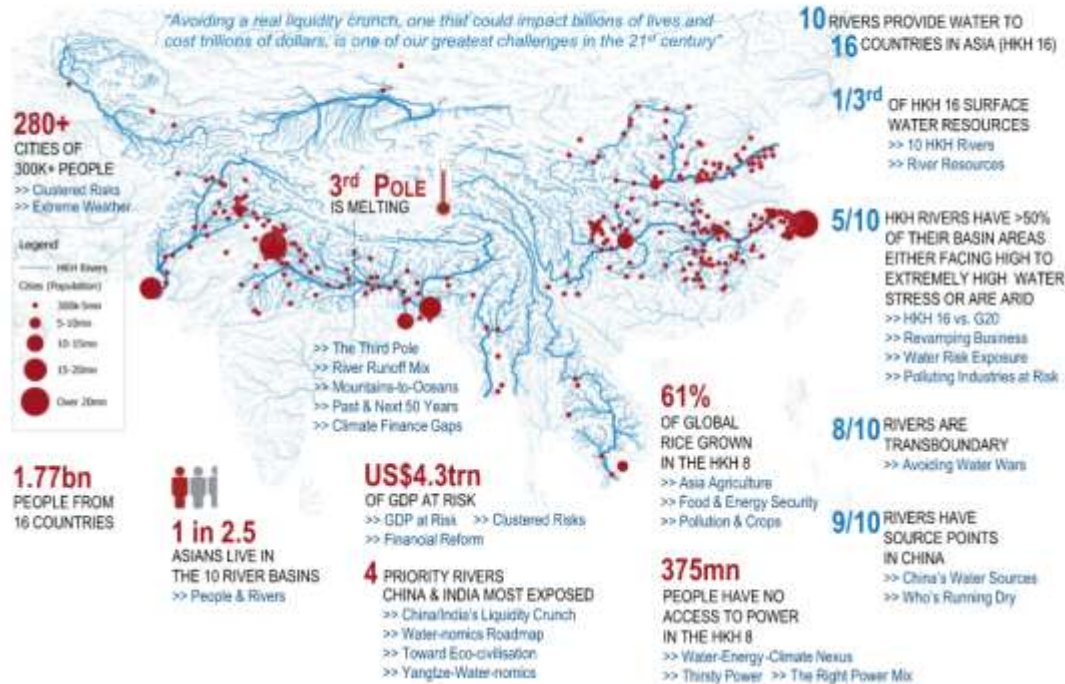 "Avoiding a real liquidity crunch, one that could impact billions of lives and
cost trillions of dollars, is one of our greatest challenges in the 21st century"
10 RIVERS PROVIDE WATER TO
16 COUNTRIES IN ASIA (HKH 16)
1/3rd OF HKH 16 SURFACE
WATER RESOURCES
>> 10 HKH Rivers
>> River Resources
280+
CITIES OF
300K+ PEOPLE
>> Clustered Risks
>> Extreme Weather
3rd POLE
IS MELTING
5/10 HKH RIVERS HAVE >50%
OF THEIR BASIN AREAS
EITHER FACING HIGH TO
EXTREMELY HIGH WATER
STRESS OR ARE ARID
>> HKH 16 vs. G20
>> Revamping Business
>> Water Risk Exposure
>> Polluting Industries at Risk
Legend
HKH Rivers
Cities (Population)
300k-5mn
5-10mn
10-15mn
15-20mn
Over 20mn
>> The Third Pole
>> River Runoff Mix
>> Mountains-to-Oceans
>> Past & Next 50 Years
>> Climate Finance Gaps
61%
OF GLOBAL
RICE GROWN
IN THE HKH 8
>> Asia Agriculture
>> Food & Energy Security
>> Pollution & Crops
8/10 RIVERS ARE
TRANSBOUNDARY
>> Avoiding Water Wars
1.77bn
PEOPLE FROM
16 COUNTRIES
1 in 2.5
ASIANS LIVE IN
THE 10 RIVER BASINS
>> People & Rivers
US$4.3trn
OF GDP AT RISK
>> GDP at Risk >> Clustered Risks
>> Financial Reform
4 PRIORITY RIVERS
CHINA & INDIA MOST EXPOSED
>> China/India's Liquidity Crunch
>> Water-nomics Roadmap
>> Toward Eco-civilisation
>> Yangtze-Water-nomics
375mn
PEOPLE HAVE NO
ACCESS TO POWER
IN THE HKH 8
>> Water-Energy-Climate Nexus
>> Thirsty Power >> The Right Power Mix
9/10 RIVERS HAVE
SOURCE POINTS
IN CHINA
>> China's Water Sources
>> Who's Running Dry